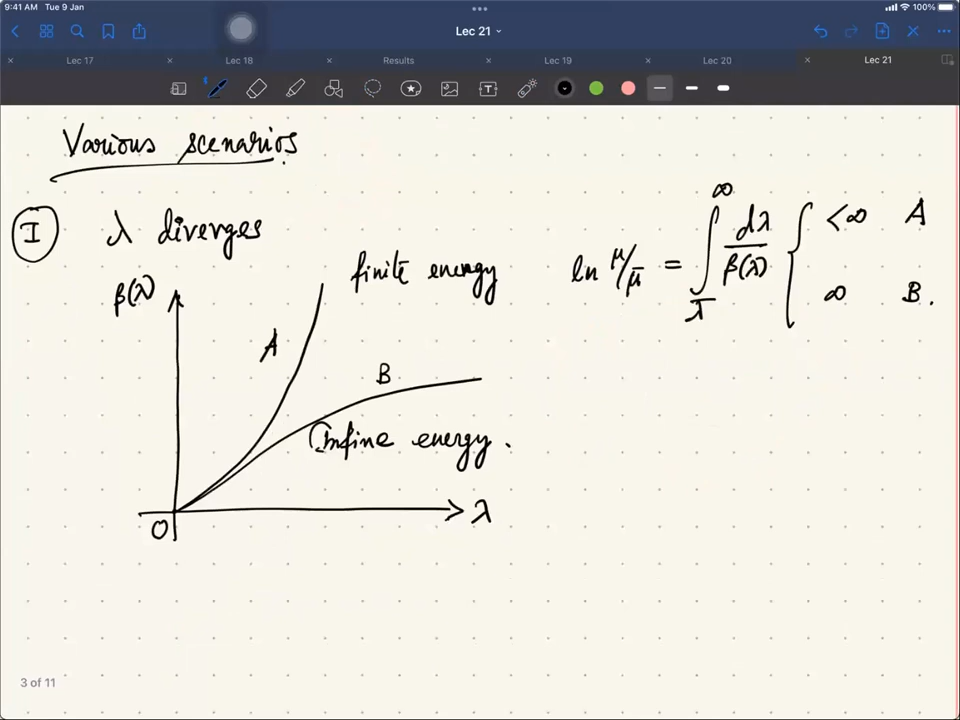 9:41 AM Tue 9 Jan
100%
Lec 21
Lec 17
Lec 18
Results
Lec 19
Lec 20
Lec 21
Various scenarios
I λ diverges
β(λ)
finite energy
A
B
Infine energy.
O
λ
ln μ/μ̄ = ∫_λ̄^∞ dλ/β(λ) { <∞ A
∞ B.
3 of 11